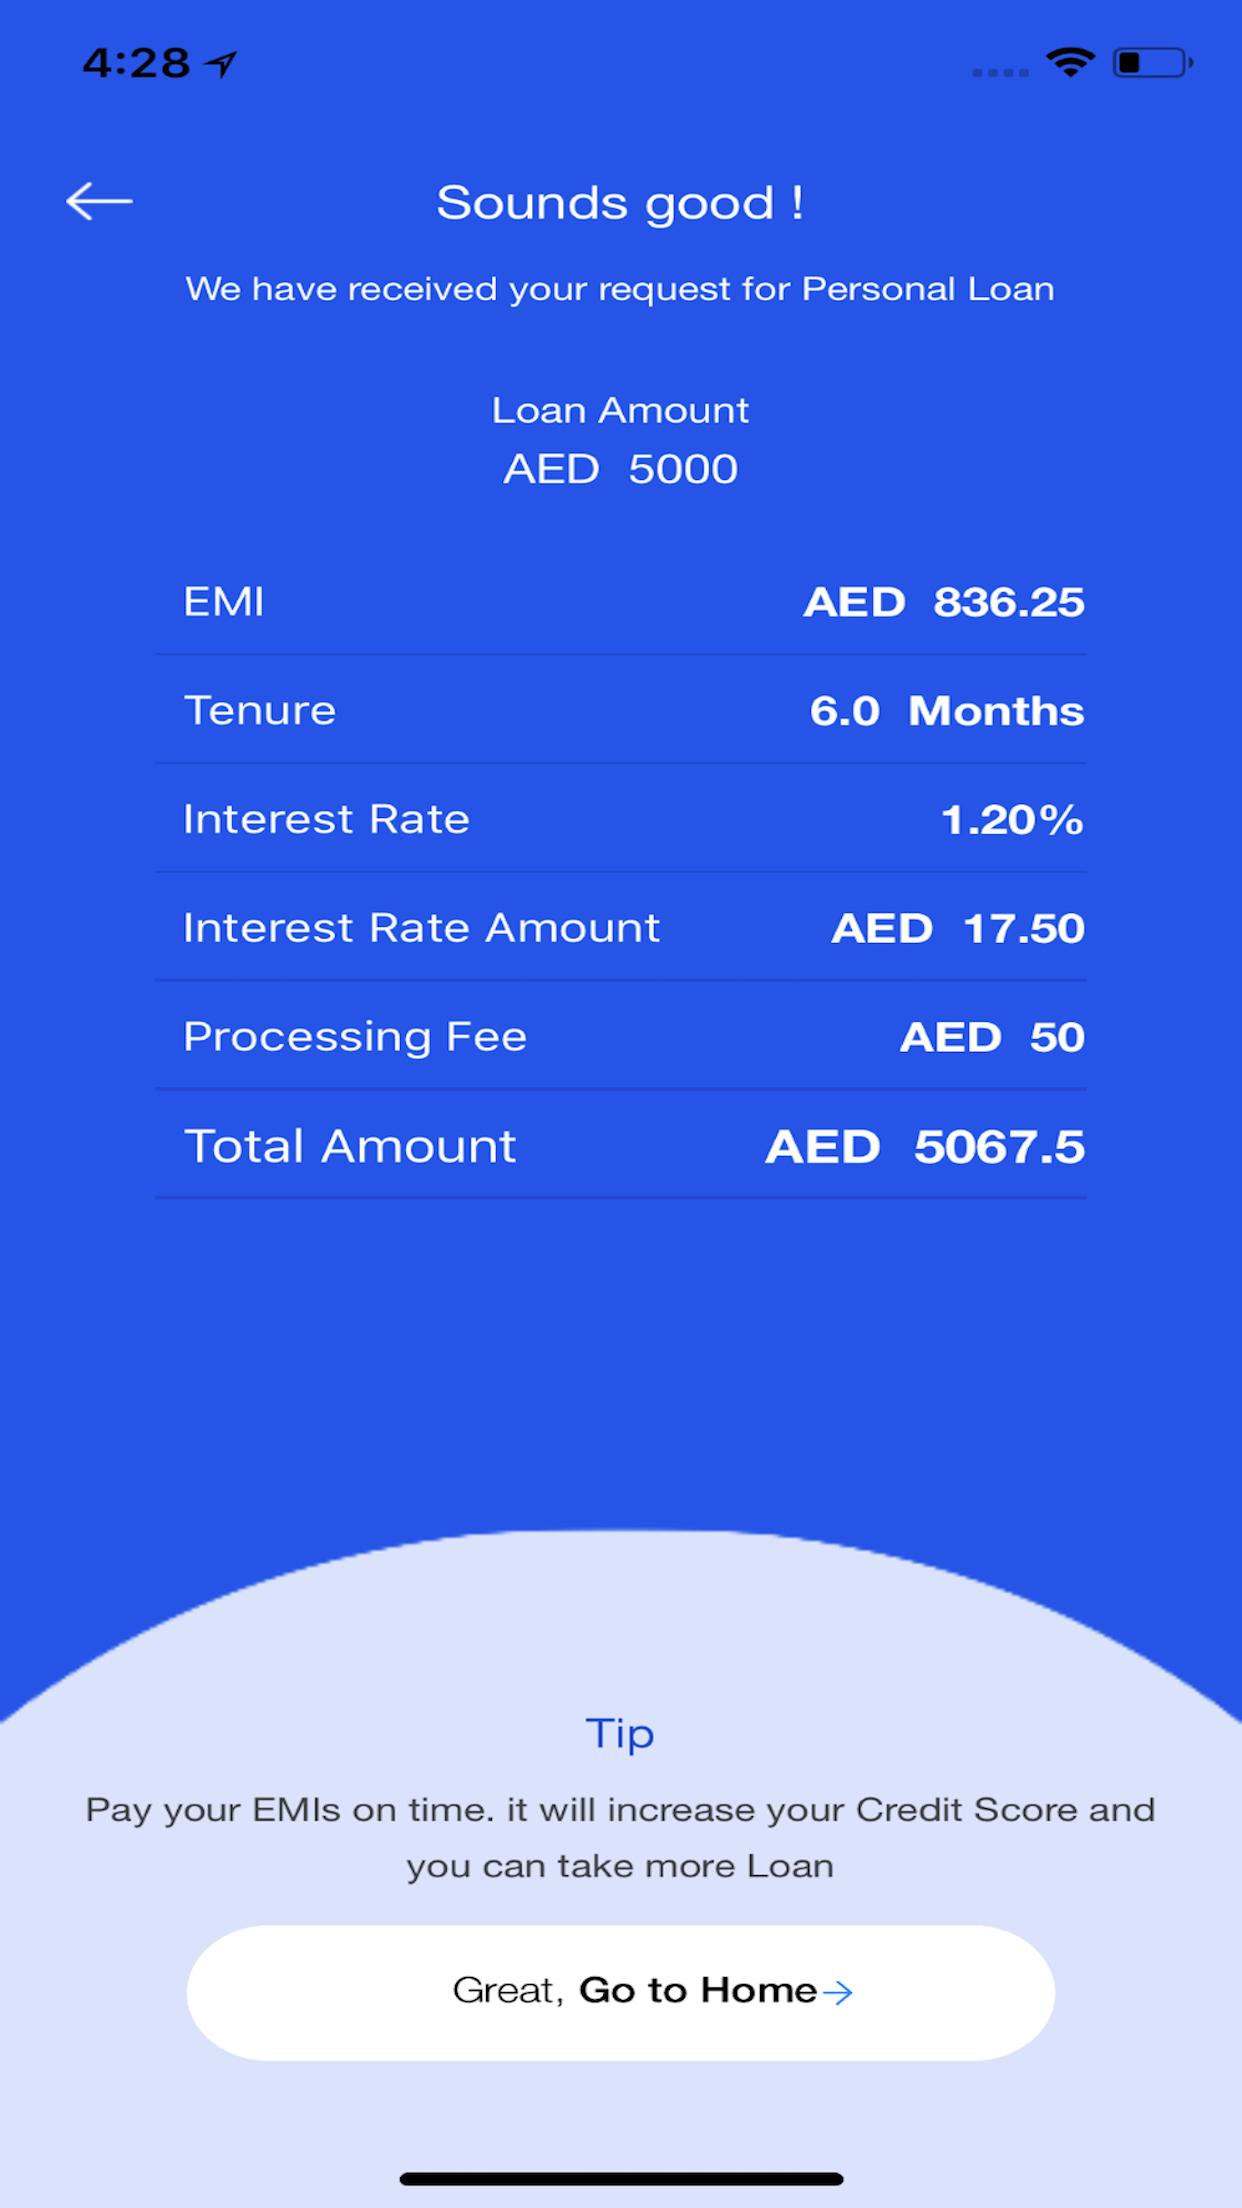 4:28
Sounds good !
We have received your request for Personal Loan
Loan Amount
AED 5000
EMI AED 836.25
Tenure 6.0 Months
Interest Rate 1.20%
Interest Rate Amount AED 17.50
Processing Fee AED 50
Total Amount AED 5067.5
Tip
Pay your EMIs on time. it will increase your Credit Score and
you can take more Loan
Great, Go to Home